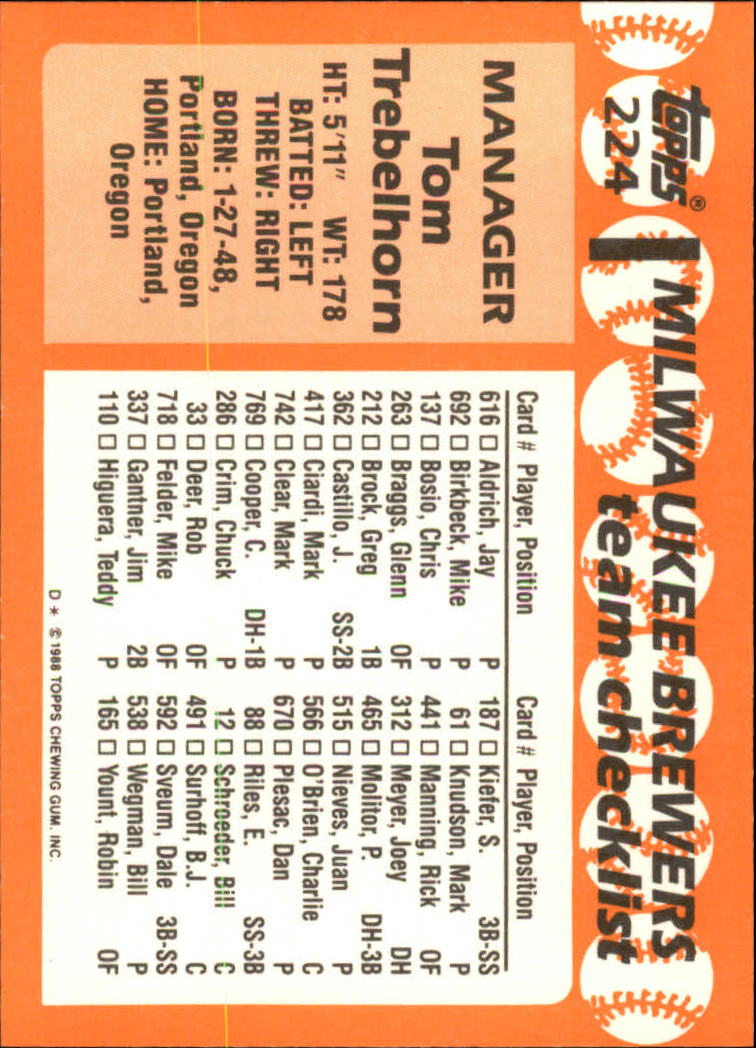 topps®
224
MILWAUKEE BREWERS
team checklist
MANAGER
Tom
Trebelhorn
HT: 5'11" WT: 178
BATTED: LEFT
THREW: RIGHT
BORN: 1-27-48,
Portland, Oregon
HOME: Portland,
Oregon
Card # Player, Position Card # Player, Position
616 □ Aldrich, Jay P 187 □ Kiefer, S. 3B-SS
692 □ Birkbeck, Mike P 61 □ Knudson, Mark P
137 □ Bosio, Chris P 441 □ Manning, Rick OF
263 □ Braggs, Glenn OF 312 □ Meyer, Joey DH
212 □ Brock, Greg 1B 465 □ Molitor, P. DH-3B
362 □ Castillo, J. SS-2B 515 □ Nieves, Juan P
417 □ Ciardi, Mark P 566 □ O'Brien, Charlie C
742 □ Clear, Mark P 670 □ Plesac, Dan P
769 □ Cooper, C. DH-1B 88 □ Riles, E. SS-3B
286 □ Crim, Chuck P 12 □ Schroeder, Bill C
33 □ Deer, Rob OF 491 □ Surhoff, B.J. C
718 □ Felder, Mike OF 592 □ Sveum, Dale 3B-SS
337 □ Gantner, Jim 2B 538 □ Wegman, Bill P
110 □ Higuera, Teddy P 165 □ Yount, Robin OF
D * © 1988 TOPPS CHEWING GUM, INC.